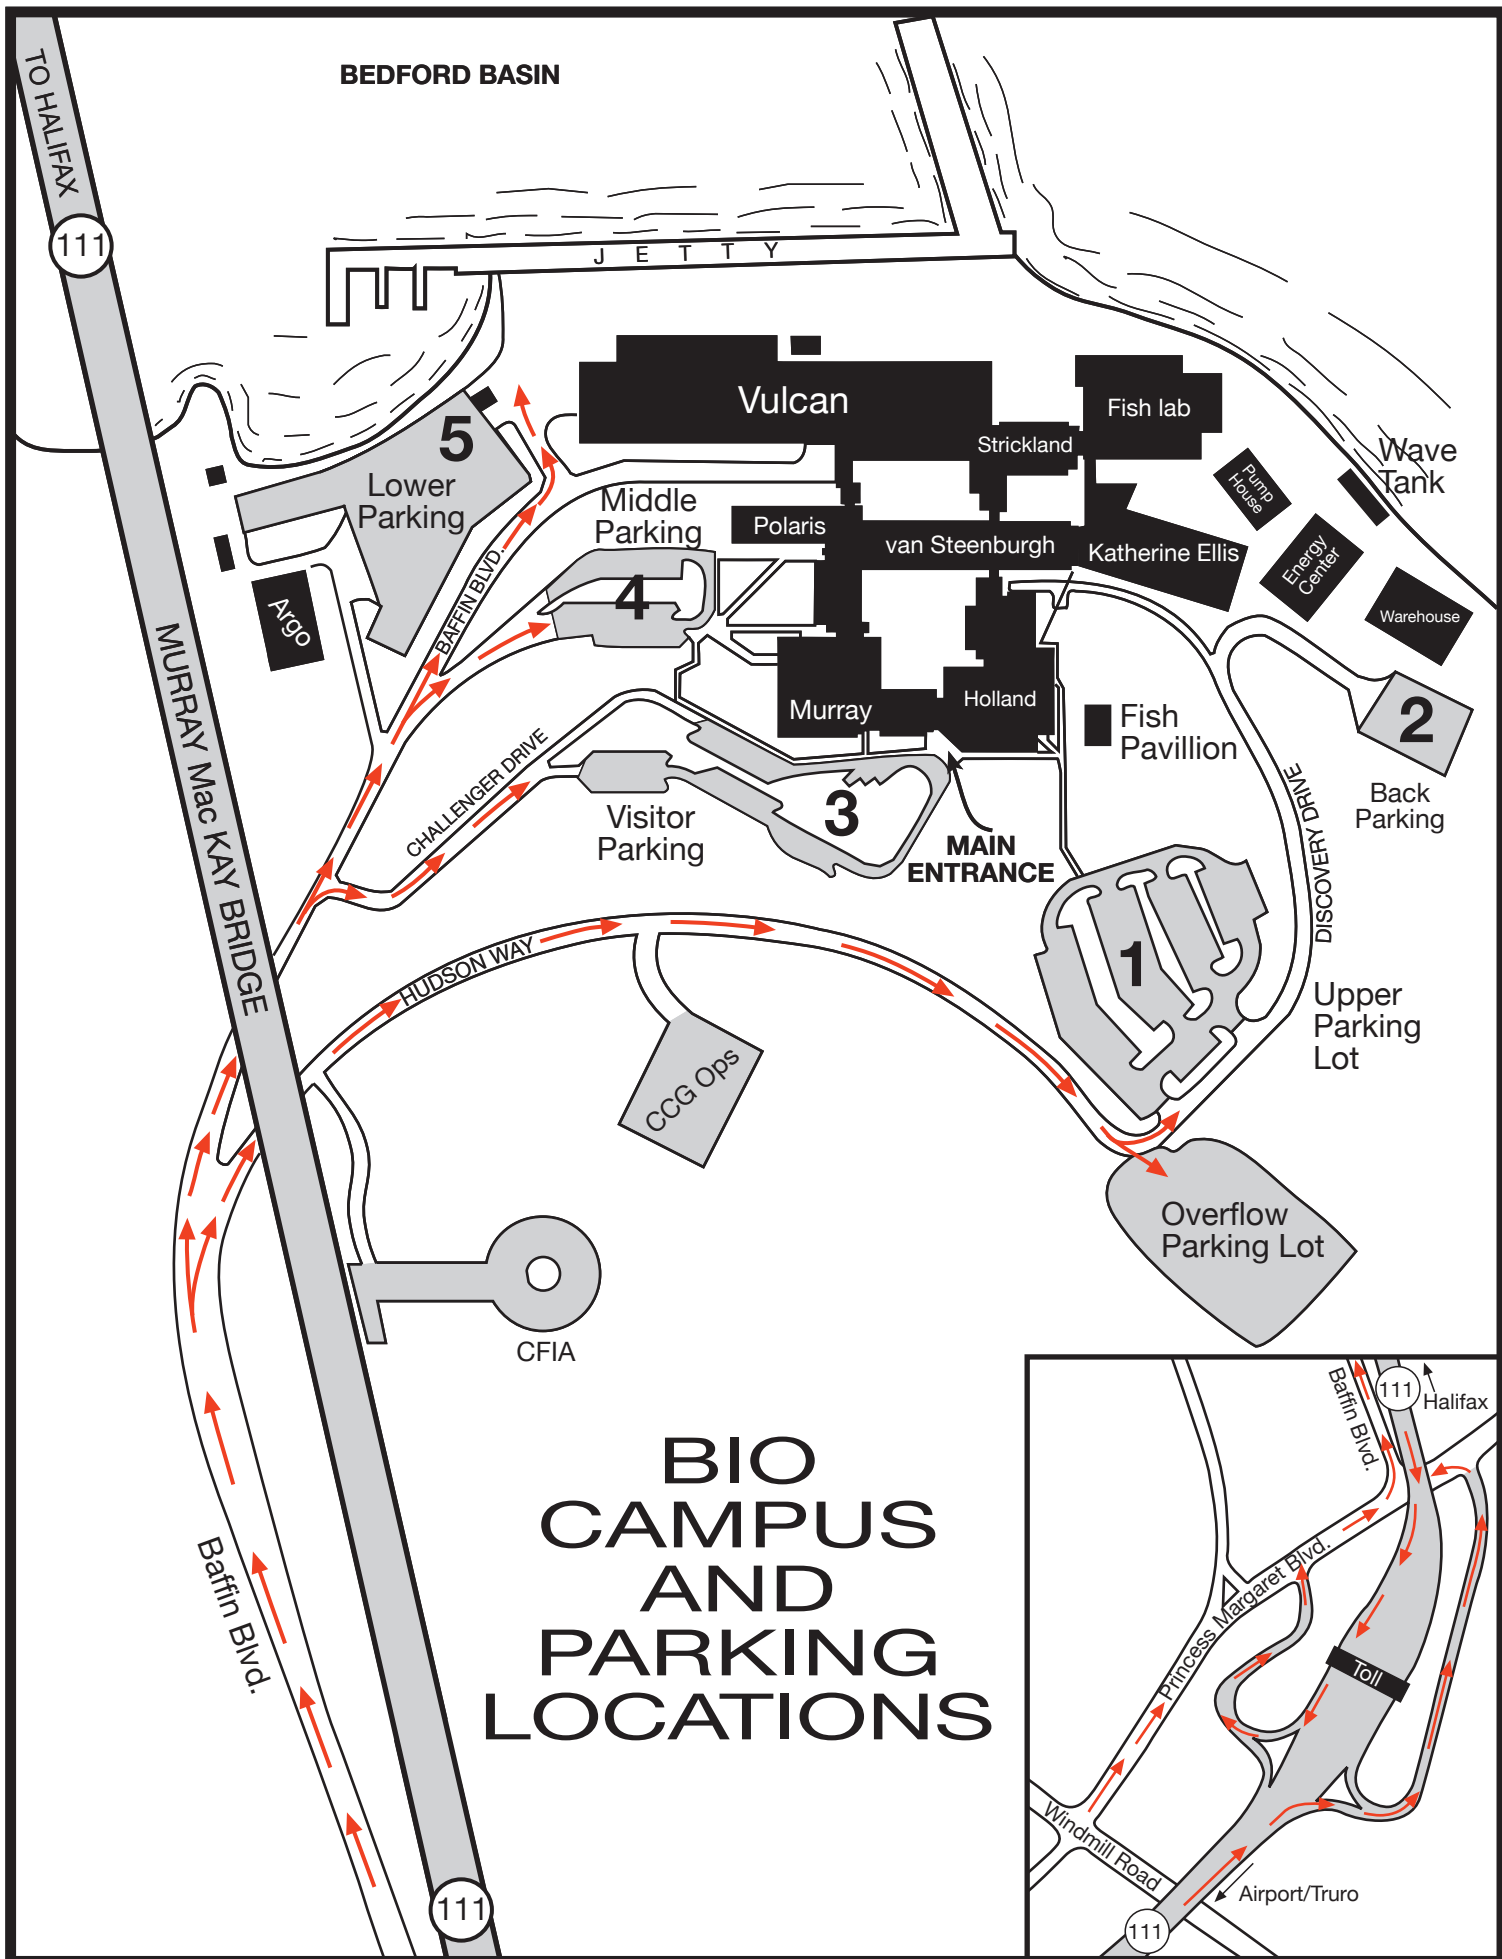 TO HALIFAX
BEDFORD BASIN
111
JETTY
Vulcan
Fish lab
Strickland
Wave
Tank
5
Lower
Parking
Middle
Parking
Pump
House
Polaris
van Steenburgh
Katherine Ellis
Energy
Center
BAFFIN BLVD.
4
Argo
Warehouse
MURRAY Mac KAY BRIDGE
Murray
Holland
Fish
Pavillion
2
Back
Parking
CHALLENGER DRIVE
Visitor
Parking
3
MAIN
ENTRANCE
DISCOVERY DRIVE
1
HUDSON WAY
Upper
Parking
Lot
CCG Ops
Overflow
Parking Lot
CFIA
BIO
CAMPUS
AND
PARKING
LOCATIONS
Baffin Blvd.
111
Baffin Blvd.
111
Halifax
Princess Margaret Blvd.
Toll
Windmill Road
Airport/Truro
111